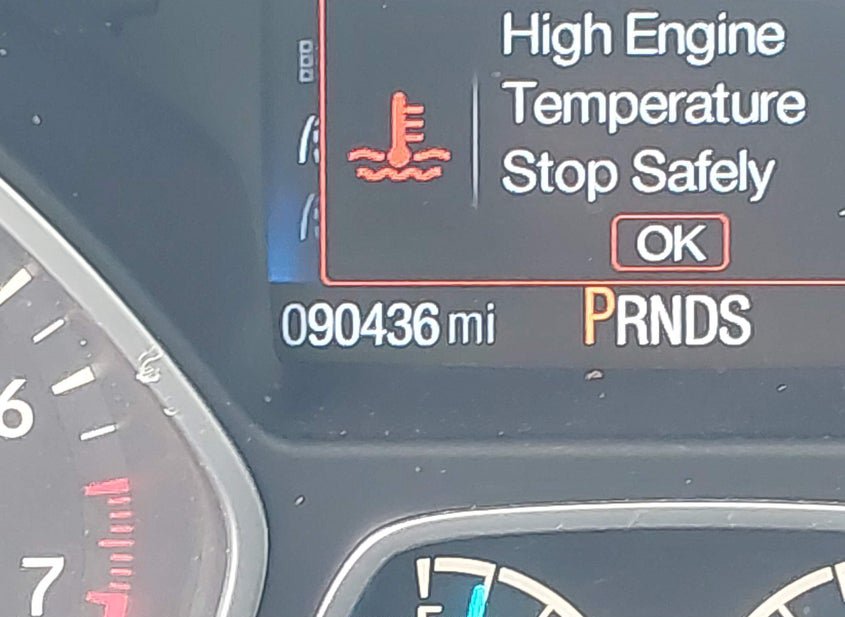 High Engine
Temperature
Stop Safely
OK
090436 mi
PRNDS
6
7